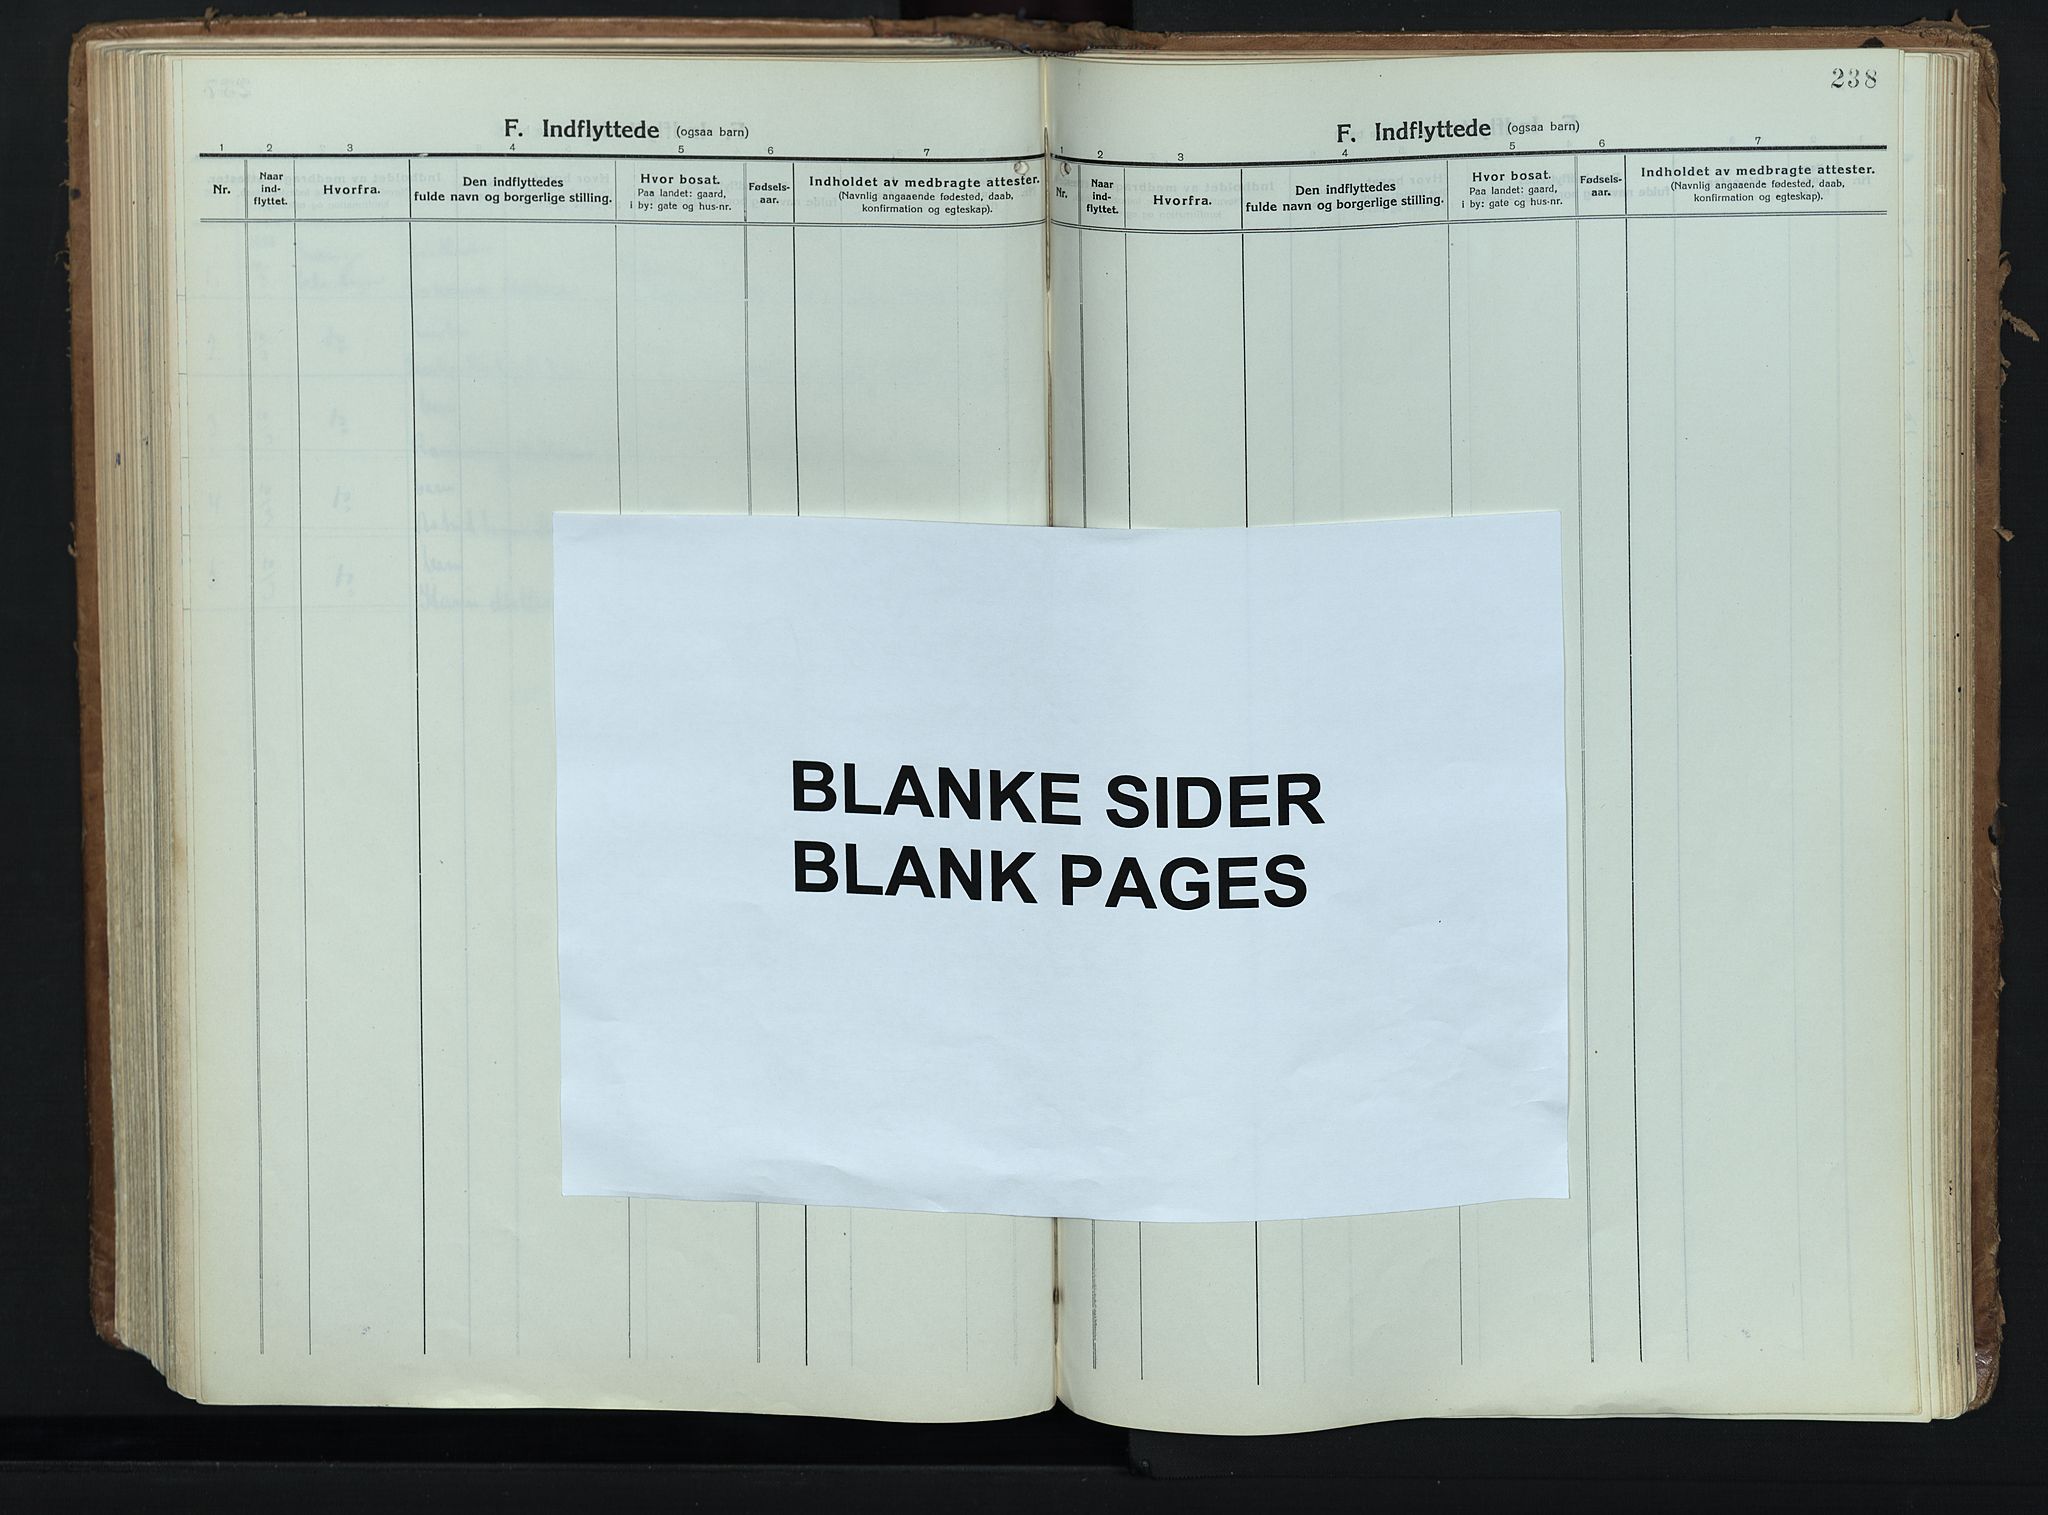 238
F. Indflyttede (ogsaa barn)
1 2 3 4 5 6 7
Nr.
Naar
ind-
flyttet.
Hvorfra.
Den indflyttedes
fulde navn og borgerlige stilling.
Hvor bosat.
Paa landet: gaard,
i by: gate og hus-nr.
Fødsels-
aar.
Indholdet av medbragte attester.
(Navnlig angaaende fødested, daab,
konfirmation og egteskap).
F. Indflyttede (ogsaa barn)
1 2 3 4 5 6 7
Nr.
Naar
ind-
flyttet.
Hvorfra.
Den indflyttedes
fulde navn og borgerlige stilling.
Hvor bosat.
Paa landet: gaard,
i by: gate og hus-nr.
Fødsels-
aar.
Indholdet av medbragte attester.
(Navnlig angaaende fødested, daab,
konfirmation og egteskap).
BLANKE SIDER
BLANK PAGES